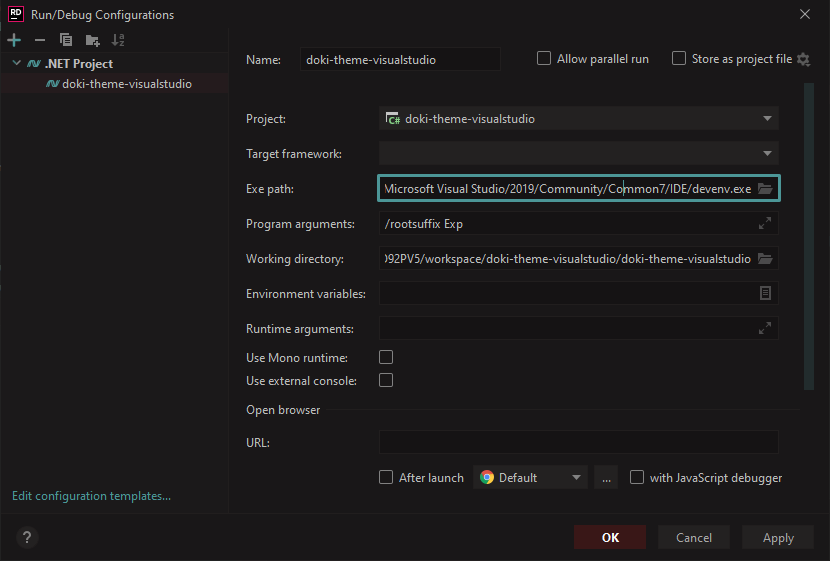 RD Run/Debug Configurations
.NET Project
doki-theme-visualstudio
Name: doki-theme-visualstudio Allow parallel run Store as project file
Project: C# doki-theme-visualstudio
Target framework:
Exe path: Microsoft Visual Studio/2019/Community/Common7/IDE/devenv.exe
Program arguments: /rootsuffix Exp
Working directory: 92PV5/workspace/doki-theme-visualstudio/doki-theme-visualstudio
Environment variables:
Runtime arguments:
Use Mono runtime:
Use external console:
Open browser
URL:
After launch Default ... with JavaScript debugger
Edit configuration templates...
? OK Cancel Apply